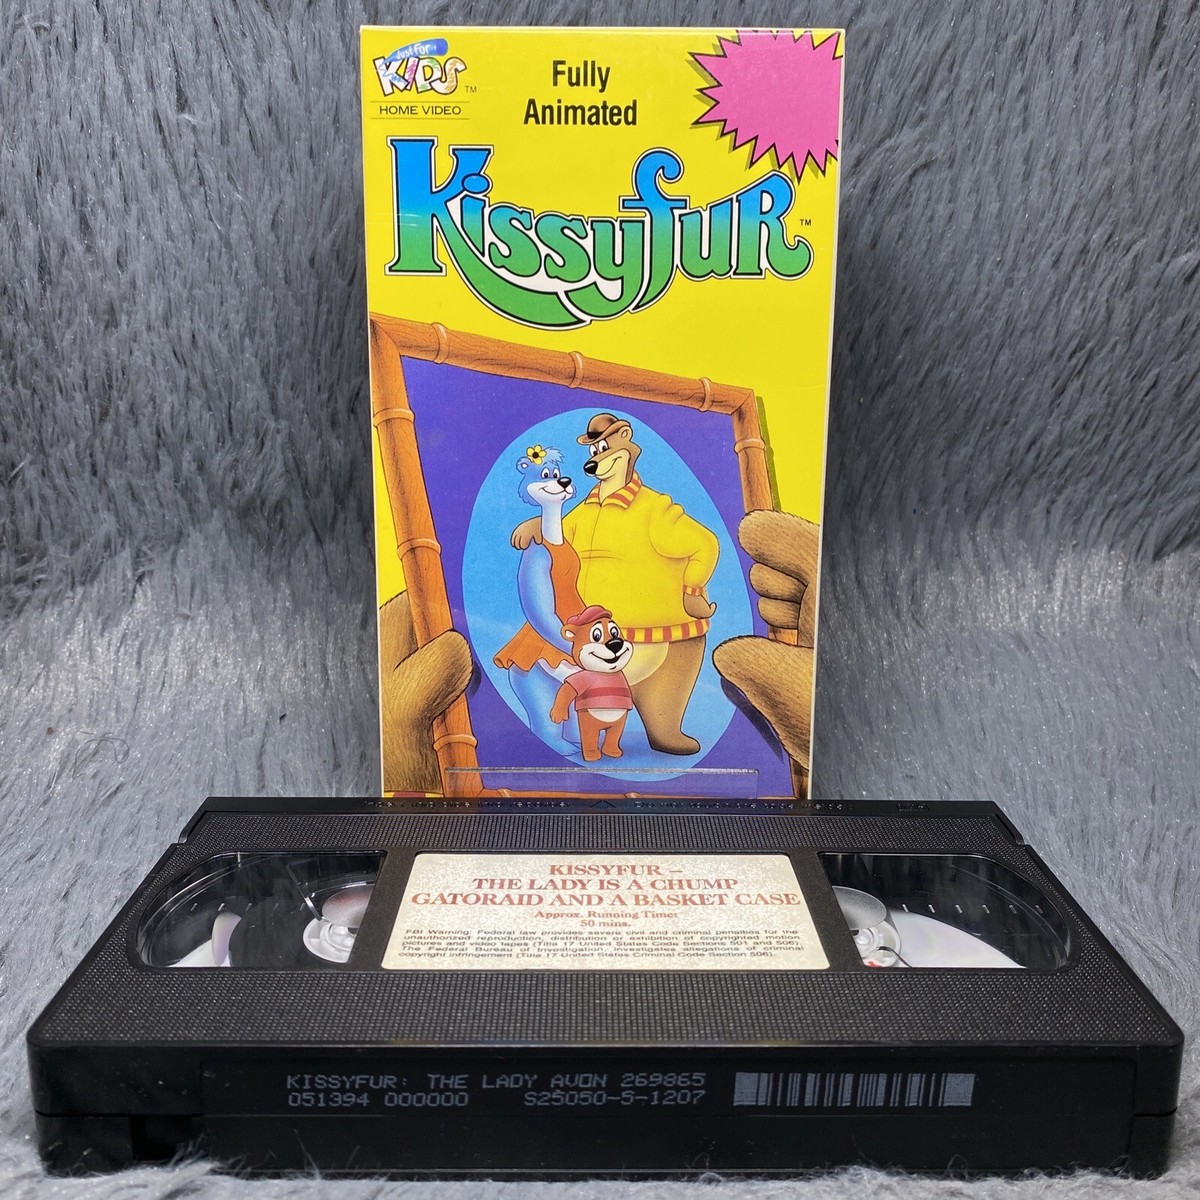 Just For
KIDS TM
HOME VIDEO
Fully
Animated
Kissyfur TM
KISSYFUR –
THE LADY IS A CHUMP
GATORAID AND A BASKET CASE
Approx. Running Time:
50 mins.
FBI Warning: Federal law provides severe civil and criminal penalties for the
unauthorized reproduction, distribution or exhibition of copyrighted motion
pictures and video tapes (Title 17 United States Code Sections 501 and 506).
The Federal Bureau of Investigation, investigates allegations of criminal
copyright infringement (Title 17 United States Criminal Code Section 506).
KISSYFUR: THE LADY AVON 269865
051394 000000 S25050-S-1207